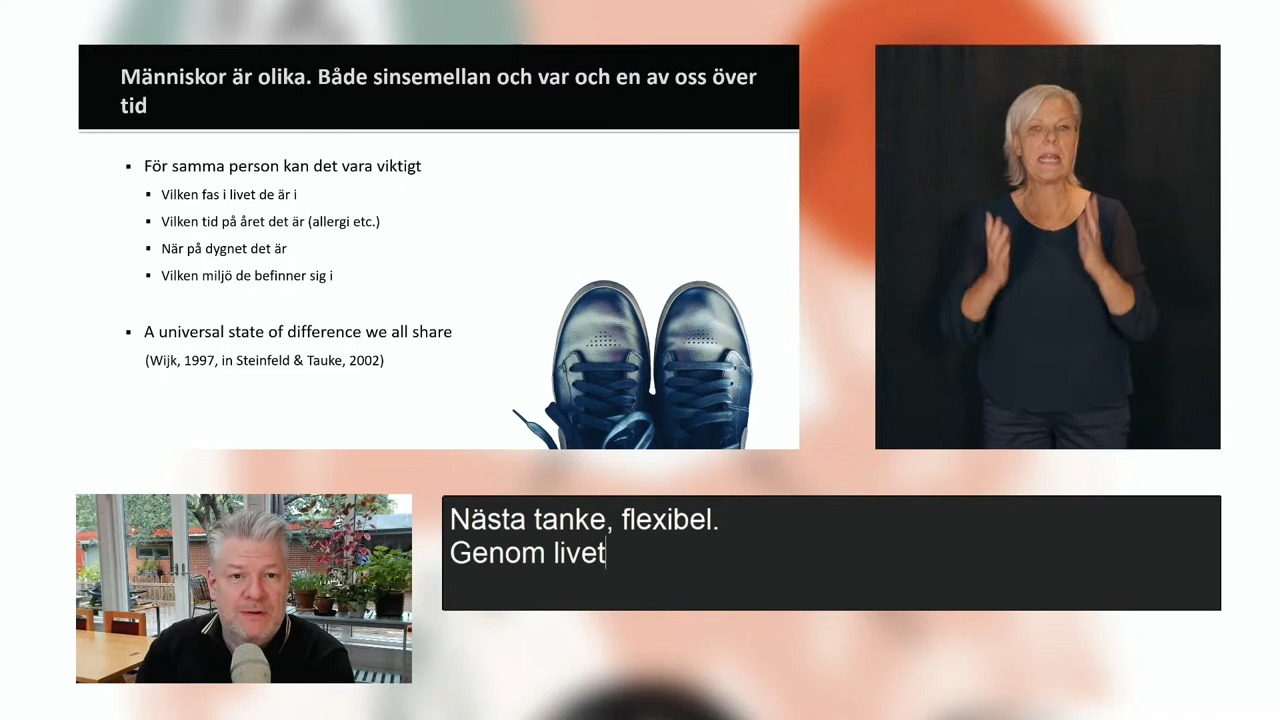 Människor är olika. Både sinsemellan och var och en av oss över
tid
För samma person kan det vara viktigt
Vilken fas i livet de är i
Vilken tid på året det är (allergi etc.)
När på dygnet det är
Vilken miljö de befinner sig i
A universal state of difference we all share
(Wijk, 1997, in Steinfeld & Tauke, 2002)
Nästa tanke, flexibel.
Genom livet